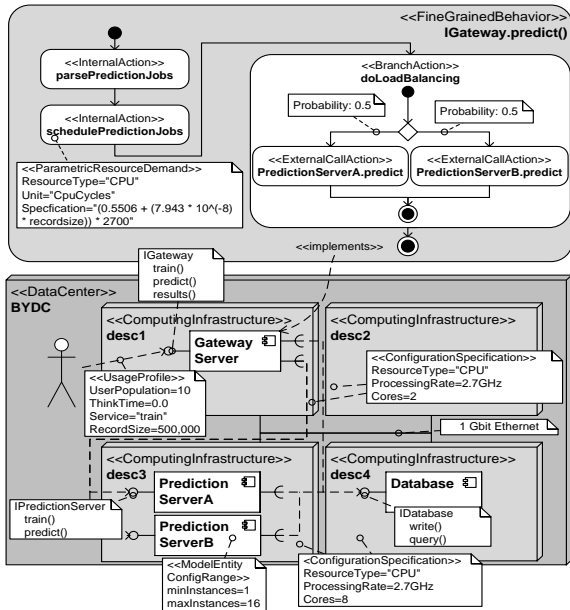 <<FineGrainedBehavior>>
IGateway.predict()
<<InternalAction>>
parsePredictionJobs
<<InternalAction>>
schedulePredictionJobs
<<BranchAction>>
doLoadBalancing
Probability: 0.5
Probability: 0.5
<<ExternalCallAction>>
PredictionServerA.predict
<<ExternalCallAction>>
PredictionServerB.predict
<<ParametricResourceDemand>>
ResourceType="CPU"
Unit="CpuCycles"
Specfication="(0.5506 + (7.943 * 10^(-8)
* recordsize)) * 2700"
<<implements>>
IGateway
train()
predict()
results()
<<DataCenter>>
BYDC
<<ComputingInfrastructure>>
desc1
Gateway
Server
<<ComputingInfrastructure>>
desc2
<<UsageProfile>>
UserPopulation=10
ThinkTime=0.0
Service="train"
RecordSize=500,000
<<ConfigurationSpecification>>
ResourceType="CPU"
ProcessingRate=2.7GHz
Cores=2
1 Gbit Ethernet
<<ComputingInfrastructure>>
desc3
Prediction
ServerA
Prediction
ServerB
<<ComputingInfrastructure>>
desc4
Database
IPredictionServer
train()
predict()
IDatabase
write()
query()
<<ModelEntity
ConfigRange>>
minInstances=1
maxInstances=16
<ConfigurationSpecification>>
ResourceType="CPU"
ProcessingRate=2.7GHz
Cores=8